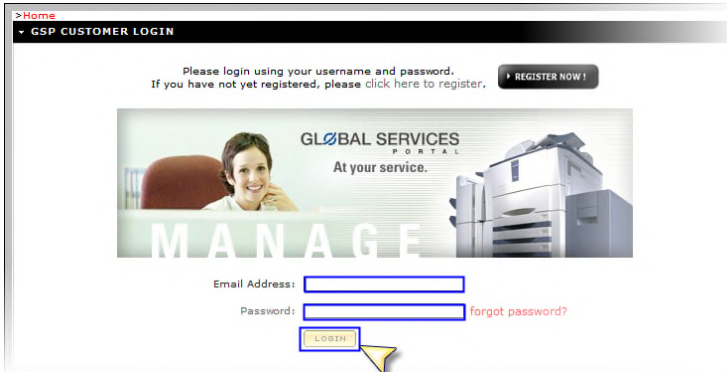 >Home
GSP CUSTOMER LOGIN
Please login using your username and password.
If you have not yet registered, please click here to register.
REGISTER NOW !
GLOBAL SERVICES
PORTAL
At your service.
MANAGE
Email Address:
Password:
forgot password?
LOGIN